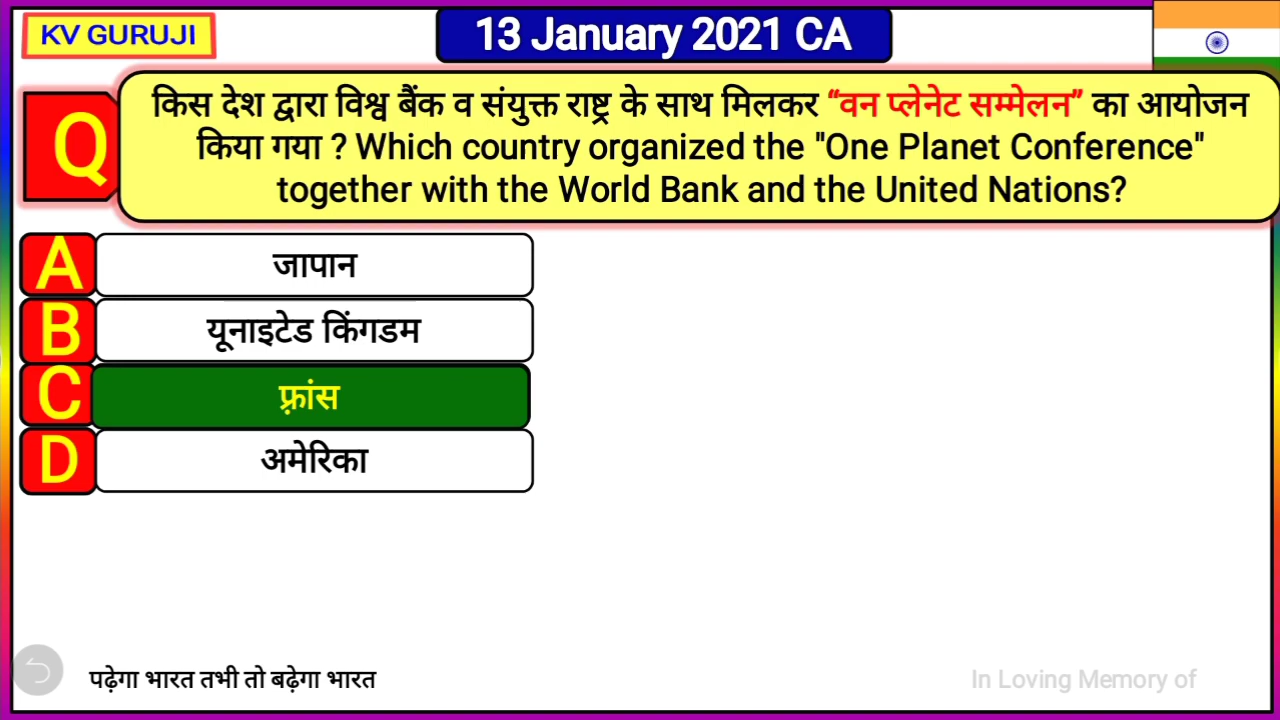 KV GURUJI
13 January 2021 CA
Q
किस देश द्वारा विश्व बैंक व संयुक्त राष्ट्र के साथ मिलकर “वन प्लेनेट सम्मेलन” का आयोजन
किया गया ? Which country organized the "One Planet Conference"
together with the World Bank and the United Nations?
A जापान
B यूनाइटेड किंगडम
C फ़्रांस
D अमेरिका
पढ़ेगा भारत तभी तो बढ़ेगा भारत
In Loving Memory of